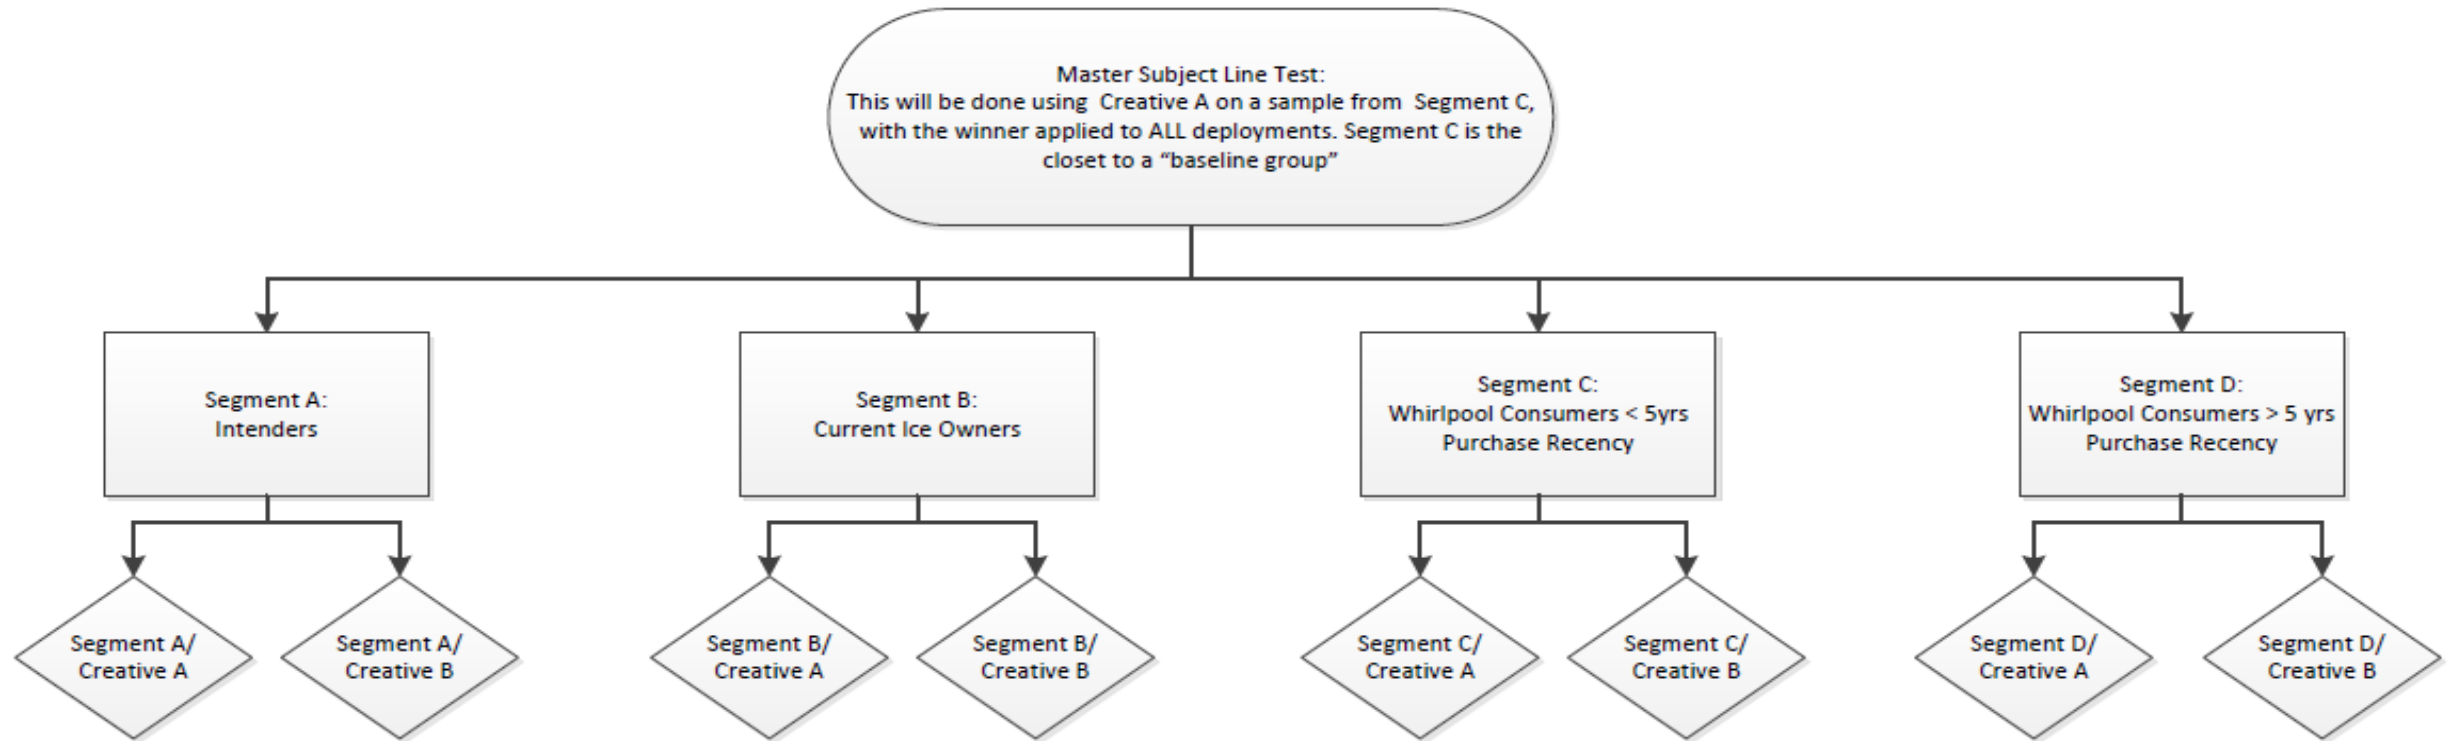 Master Subject Line Test:
This will be done using Creative A on a sample from Segment C,
with the winner applied to ALL deployments. Segment C is the
closet to a “baseline group”
Segment A:
Intenders
Segment B:
Current Ice Owners
Segment C:
Whirlpool Consumers < 5yrs
Purchase Recency
Segment D:
Whirlpool Consumers > 5 yrs
Purchase Recency
Segment A/
Creative A
Segment A/
Creative B
Segment B/
Creative A
Segment B/
Creative B
Segment C/
Creative A
Segment C/
Creative B
Segment D/
Creative A
Segment D/
Creative B